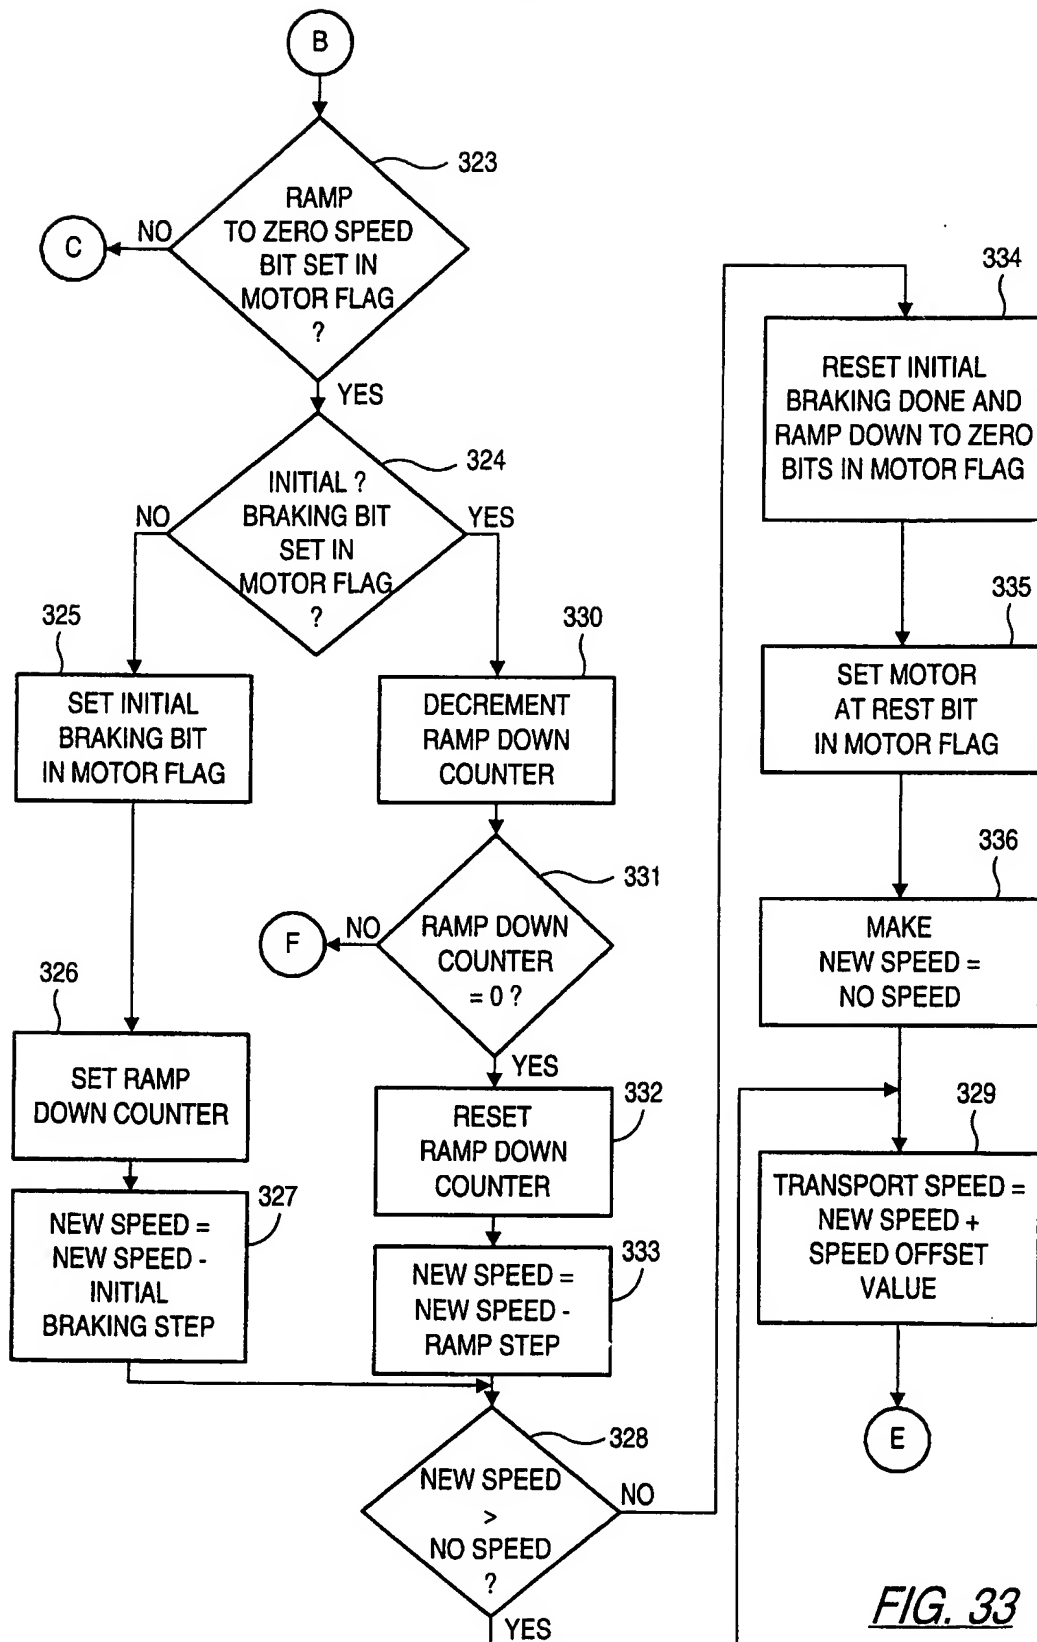 B
323
RAMP
TO ZERO SPEED
BIT SET IN
MOTOR FLAG
?
NO
C
YES
324
INITIAL ?
BRAKING BIT
SET IN
MOTOR FLAG
?
NO
YES
325
SET INITIAL
BRAKING BIT
IN MOTOR FLAG
330
DECREMENT
RAMP DOWN
COUNTER
331
RAMP DOWN
COUNTER
= 0 ?
NO
F
YES
326
SET RAMP
DOWN COUNTER
332
RESET
RAMP DOWN
COUNTER
327
NEW SPEED =
NEW SPEED -
INITIAL
BRAKING STEP
333
NEW SPEED =
NEW SPEED -
RAMP STEP
328
NEW SPEED
>
NO SPEED
?
NO
YES
334
RESET INITIAL
BRAKING DONE AND
RAMP DOWN TO ZERO
BITS IN MOTOR FLAG
335
SET MOTOR
AT REST BIT
IN MOTOR FLAG
336
MAKE
NEW SPEED =
NO SPEED
329
TRANSPORT SPEED =
NEW SPEED +
SPEED OFFSET
VALUE
E
FIG. 33